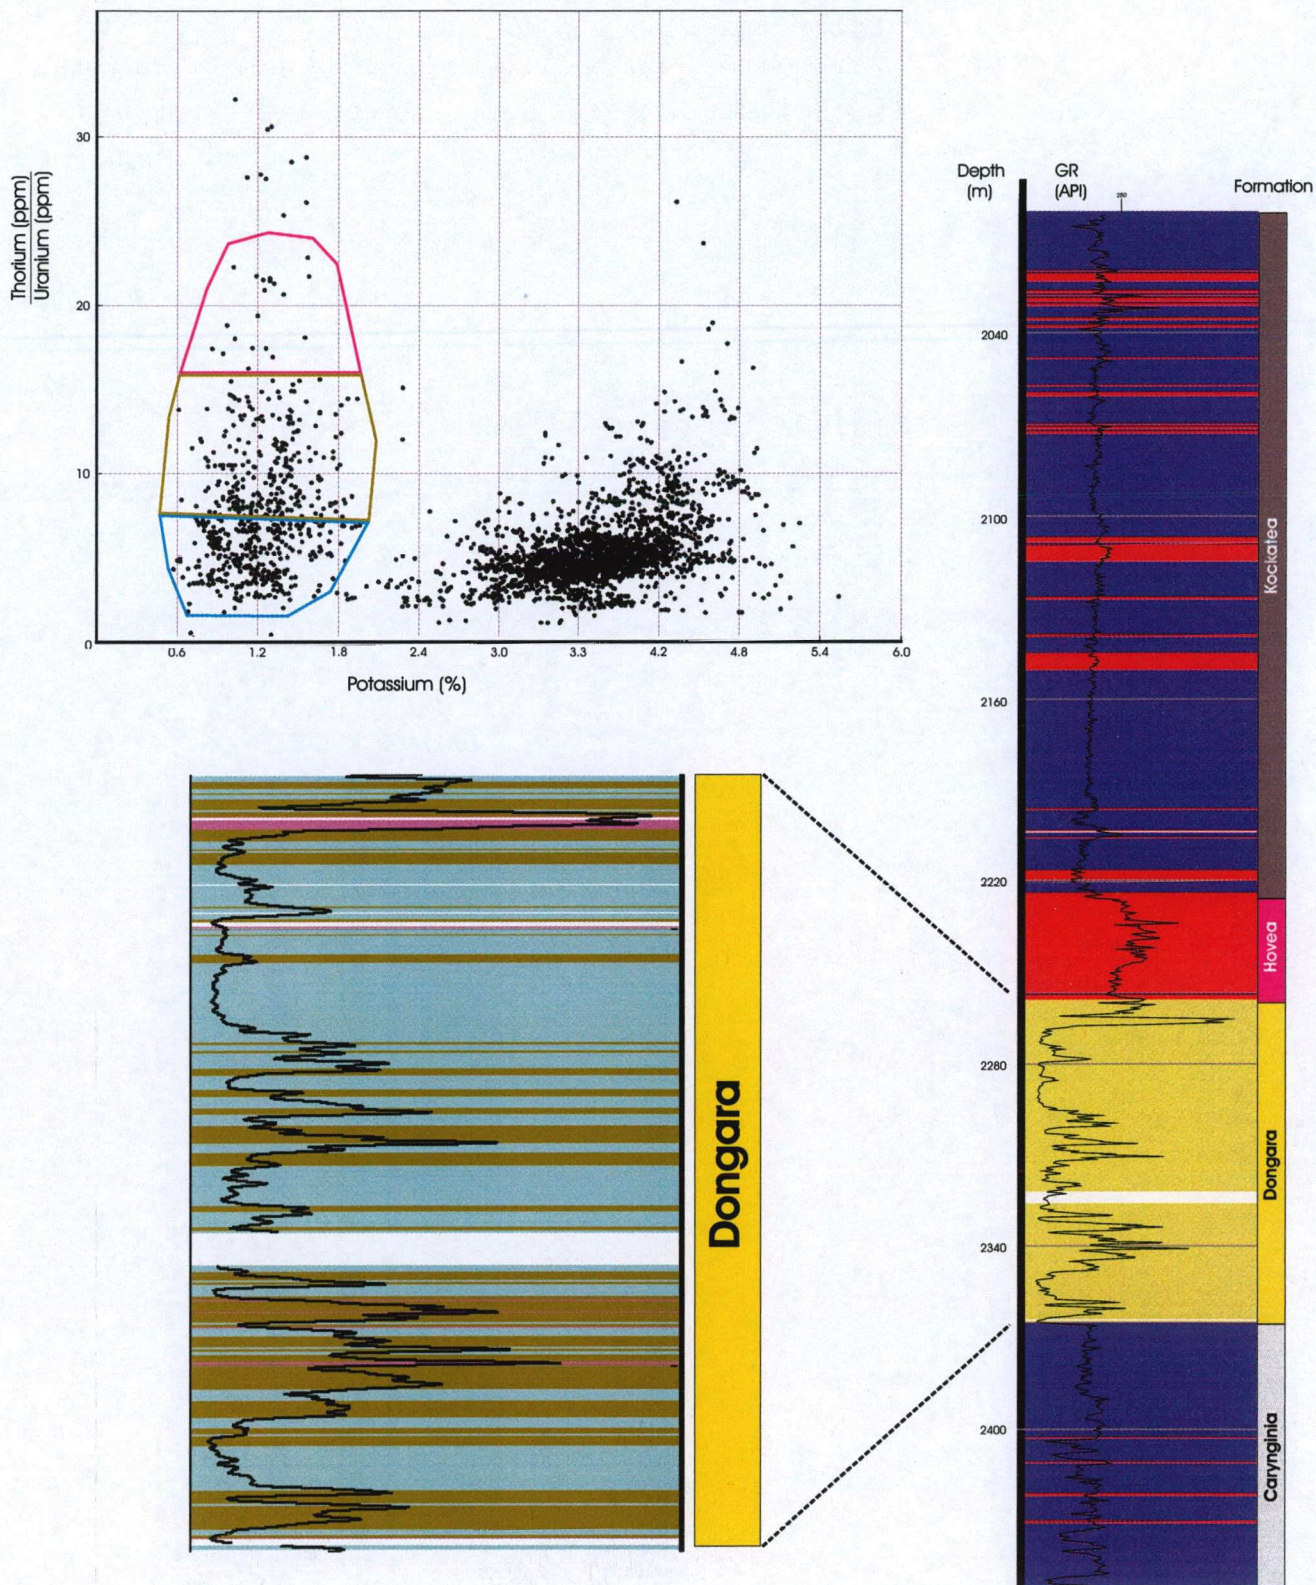 Thorium (ppm)
Uranium (ppm)
30
20
10
0
0.6 1.2 1.8 2.4 3.0 3.3 4.2 4.8 5.4 6.0
Potassium (%)
Depth
(m)
GR
(API)
250
Formation
2040
2100
2160
2220
2280
2340
2400
Kockatea
Hovea
Dongara
Carynginia
Dongara